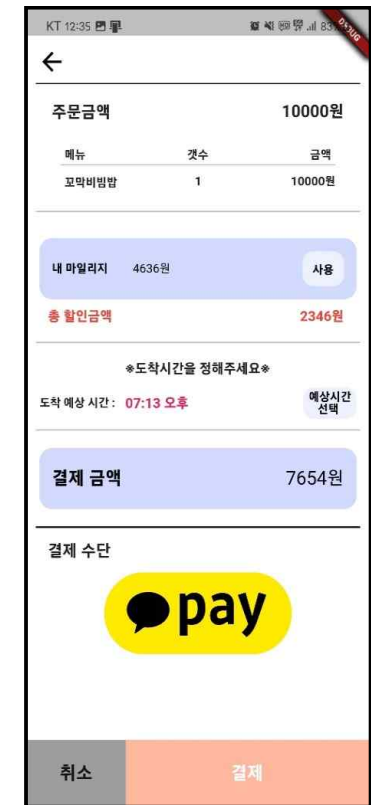 KT 12:35
DEBUG
주문금액 10000원
메뉴 갯수 금액
꼬막비빔밥 1 10000원
내 마일리지 4636원 사용
총 할인금액 2346원
※도착시간을 정해주세요※
도착 예상 시간 : 07:13 오후 예상시간
선택
결제 금액 7654원
결제 수단
pay
취소 결제